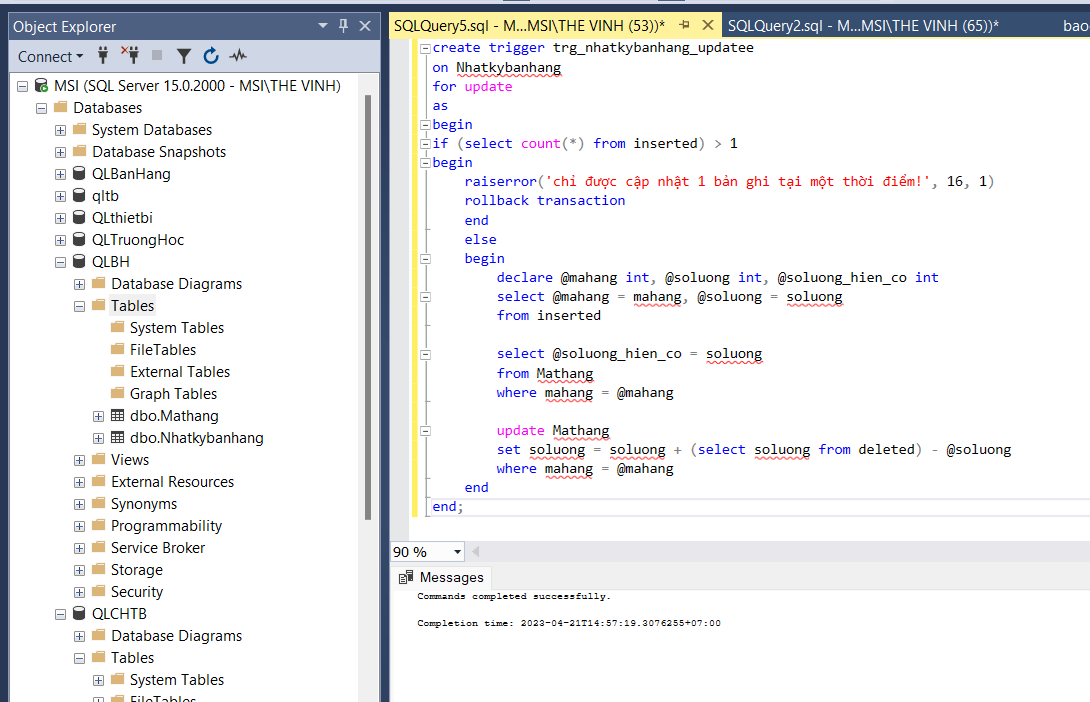 Object Explorer
Connect
MSI (SQL Server 15.0.2000 - MSI\THE VINH)
Databases
System Databases
Database Snapshots
QLBanHang
qltb
QLthietbi
QLTruongHoc
QLBH
Database Diagrams
Tables
System Tables
FileTables
External Tables
Graph Tables
dbo.Mathang
dbo.Nhatkybanhang
Views
External Resources
Synonyms
Programmability
Service Broker
Storage
Security
QLCHTB
Database Diagrams
Tables
System Tables
FileTables
SQLQuery5.sql - M...MSI\THE VINH (53))*
SQLQuery2.sql - M...MSI\THE VINH (65))*
bao
create trigger trg_nhatkybanhang_updatee
on Nhatkybanhang
for update
as
begin
if (select count(*) from inserted) > 1
begin
raiserror('chỉ được cập nhật 1 bản ghi tại một thời điểm!', 16, 1)
rollback transaction
end
else
begin
declare @mahang int, @soluong int, @soluong_hien_co int
select @mahang = mahang, @soluong = soluong
from inserted
select @soluong_hien_co = soluong
from Mathang
where mahang = @mahang
update Mathang
set soluong = soluong + (select soluong from deleted) - @soluong
where mahang = @mahang
end
end;
90 %
Messages
Commands completed successfully.
Completion time: 2023-04-21T14:57:19.3076255+07:00